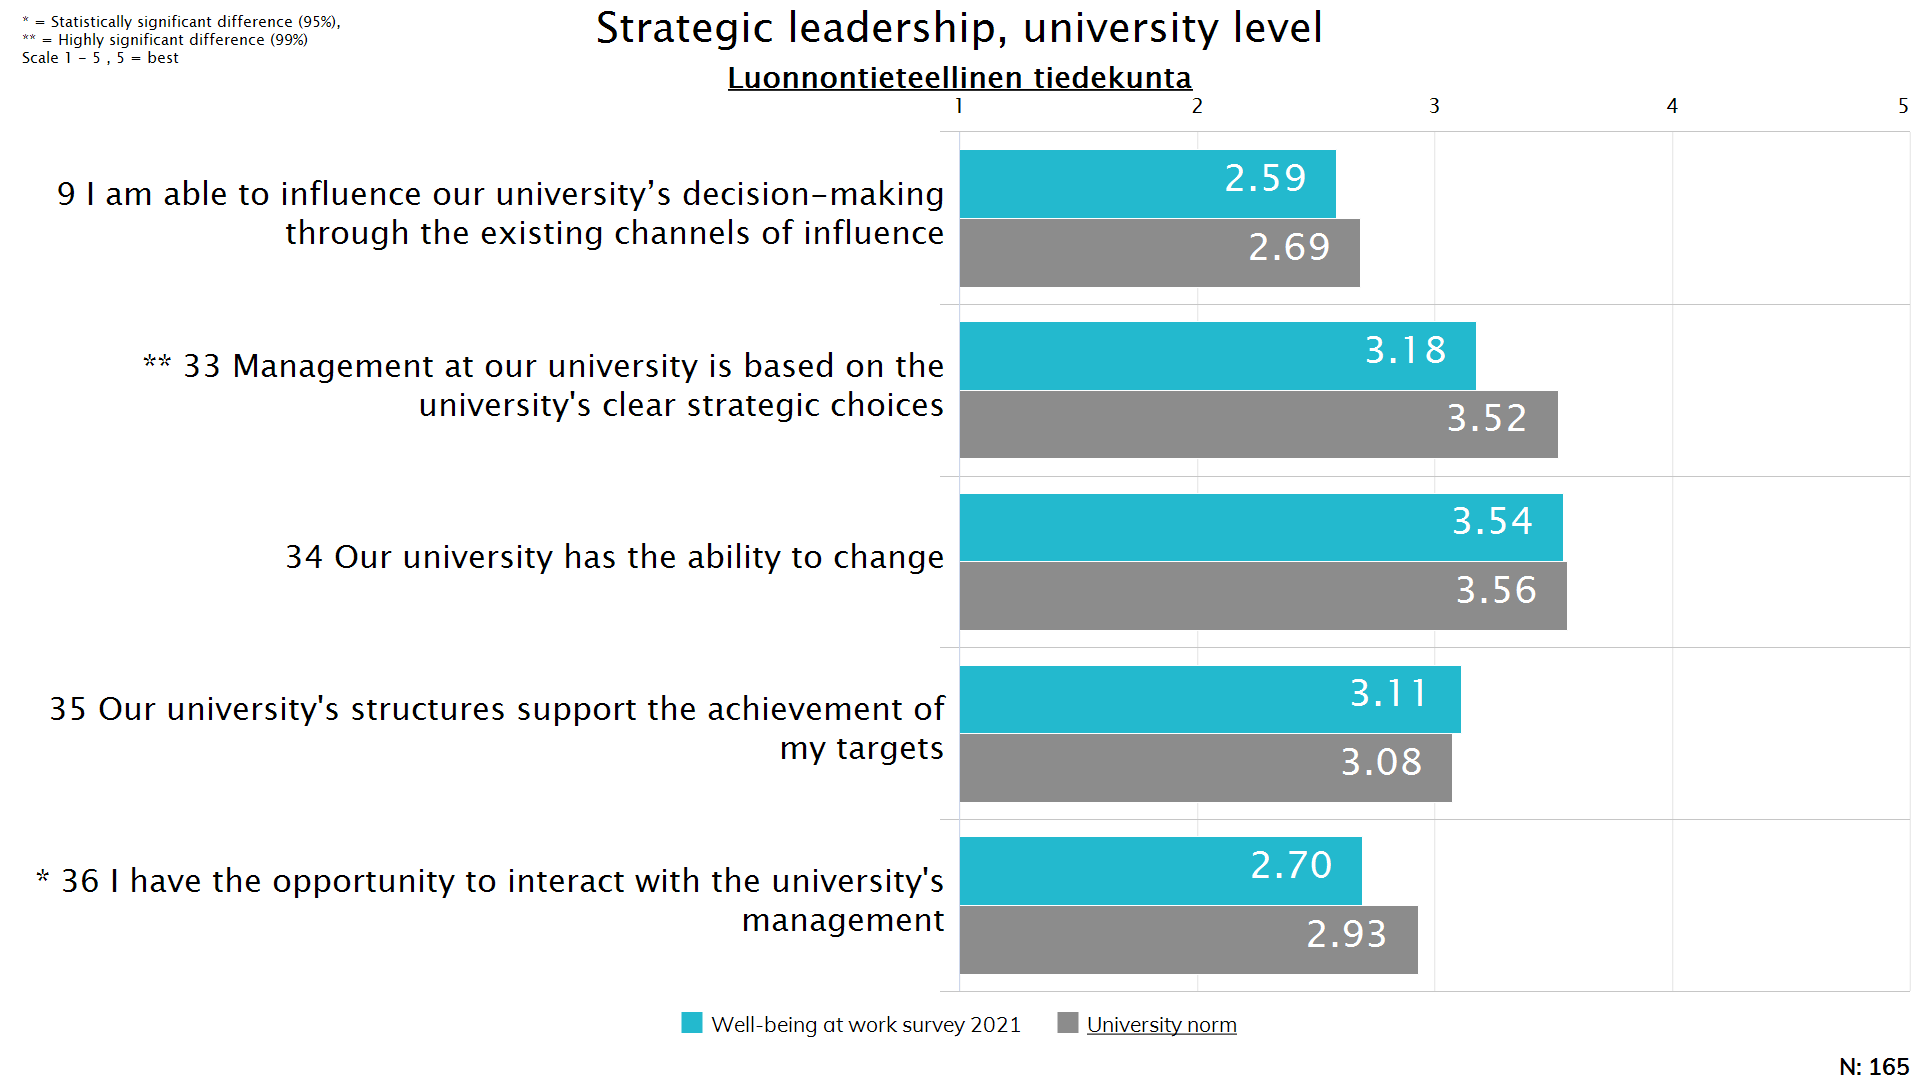 * = Statistically significant difference (95%),
** = Highly significant difference (99%)
Scale 1 - 5 , 5 = best
Strategic leadership, university level
Luonnontieteellinen tiedekunta
1 2 3 4 5
9 I am able to influence our university’s decision-making
through the existing channels of influence
2.59
2.69
** 33 Management at our university is based on the
university's clear strategic choices
3.18
3.52
34 Our university has the ability to change
3.54
3.56
35 Our university's structures support the achievement of
my targets
3.11
3.08
* 36 I have the opportunity to interact with the university's
management
2.70
2.93
Well-being at work survey 2021 University norm
N: 165